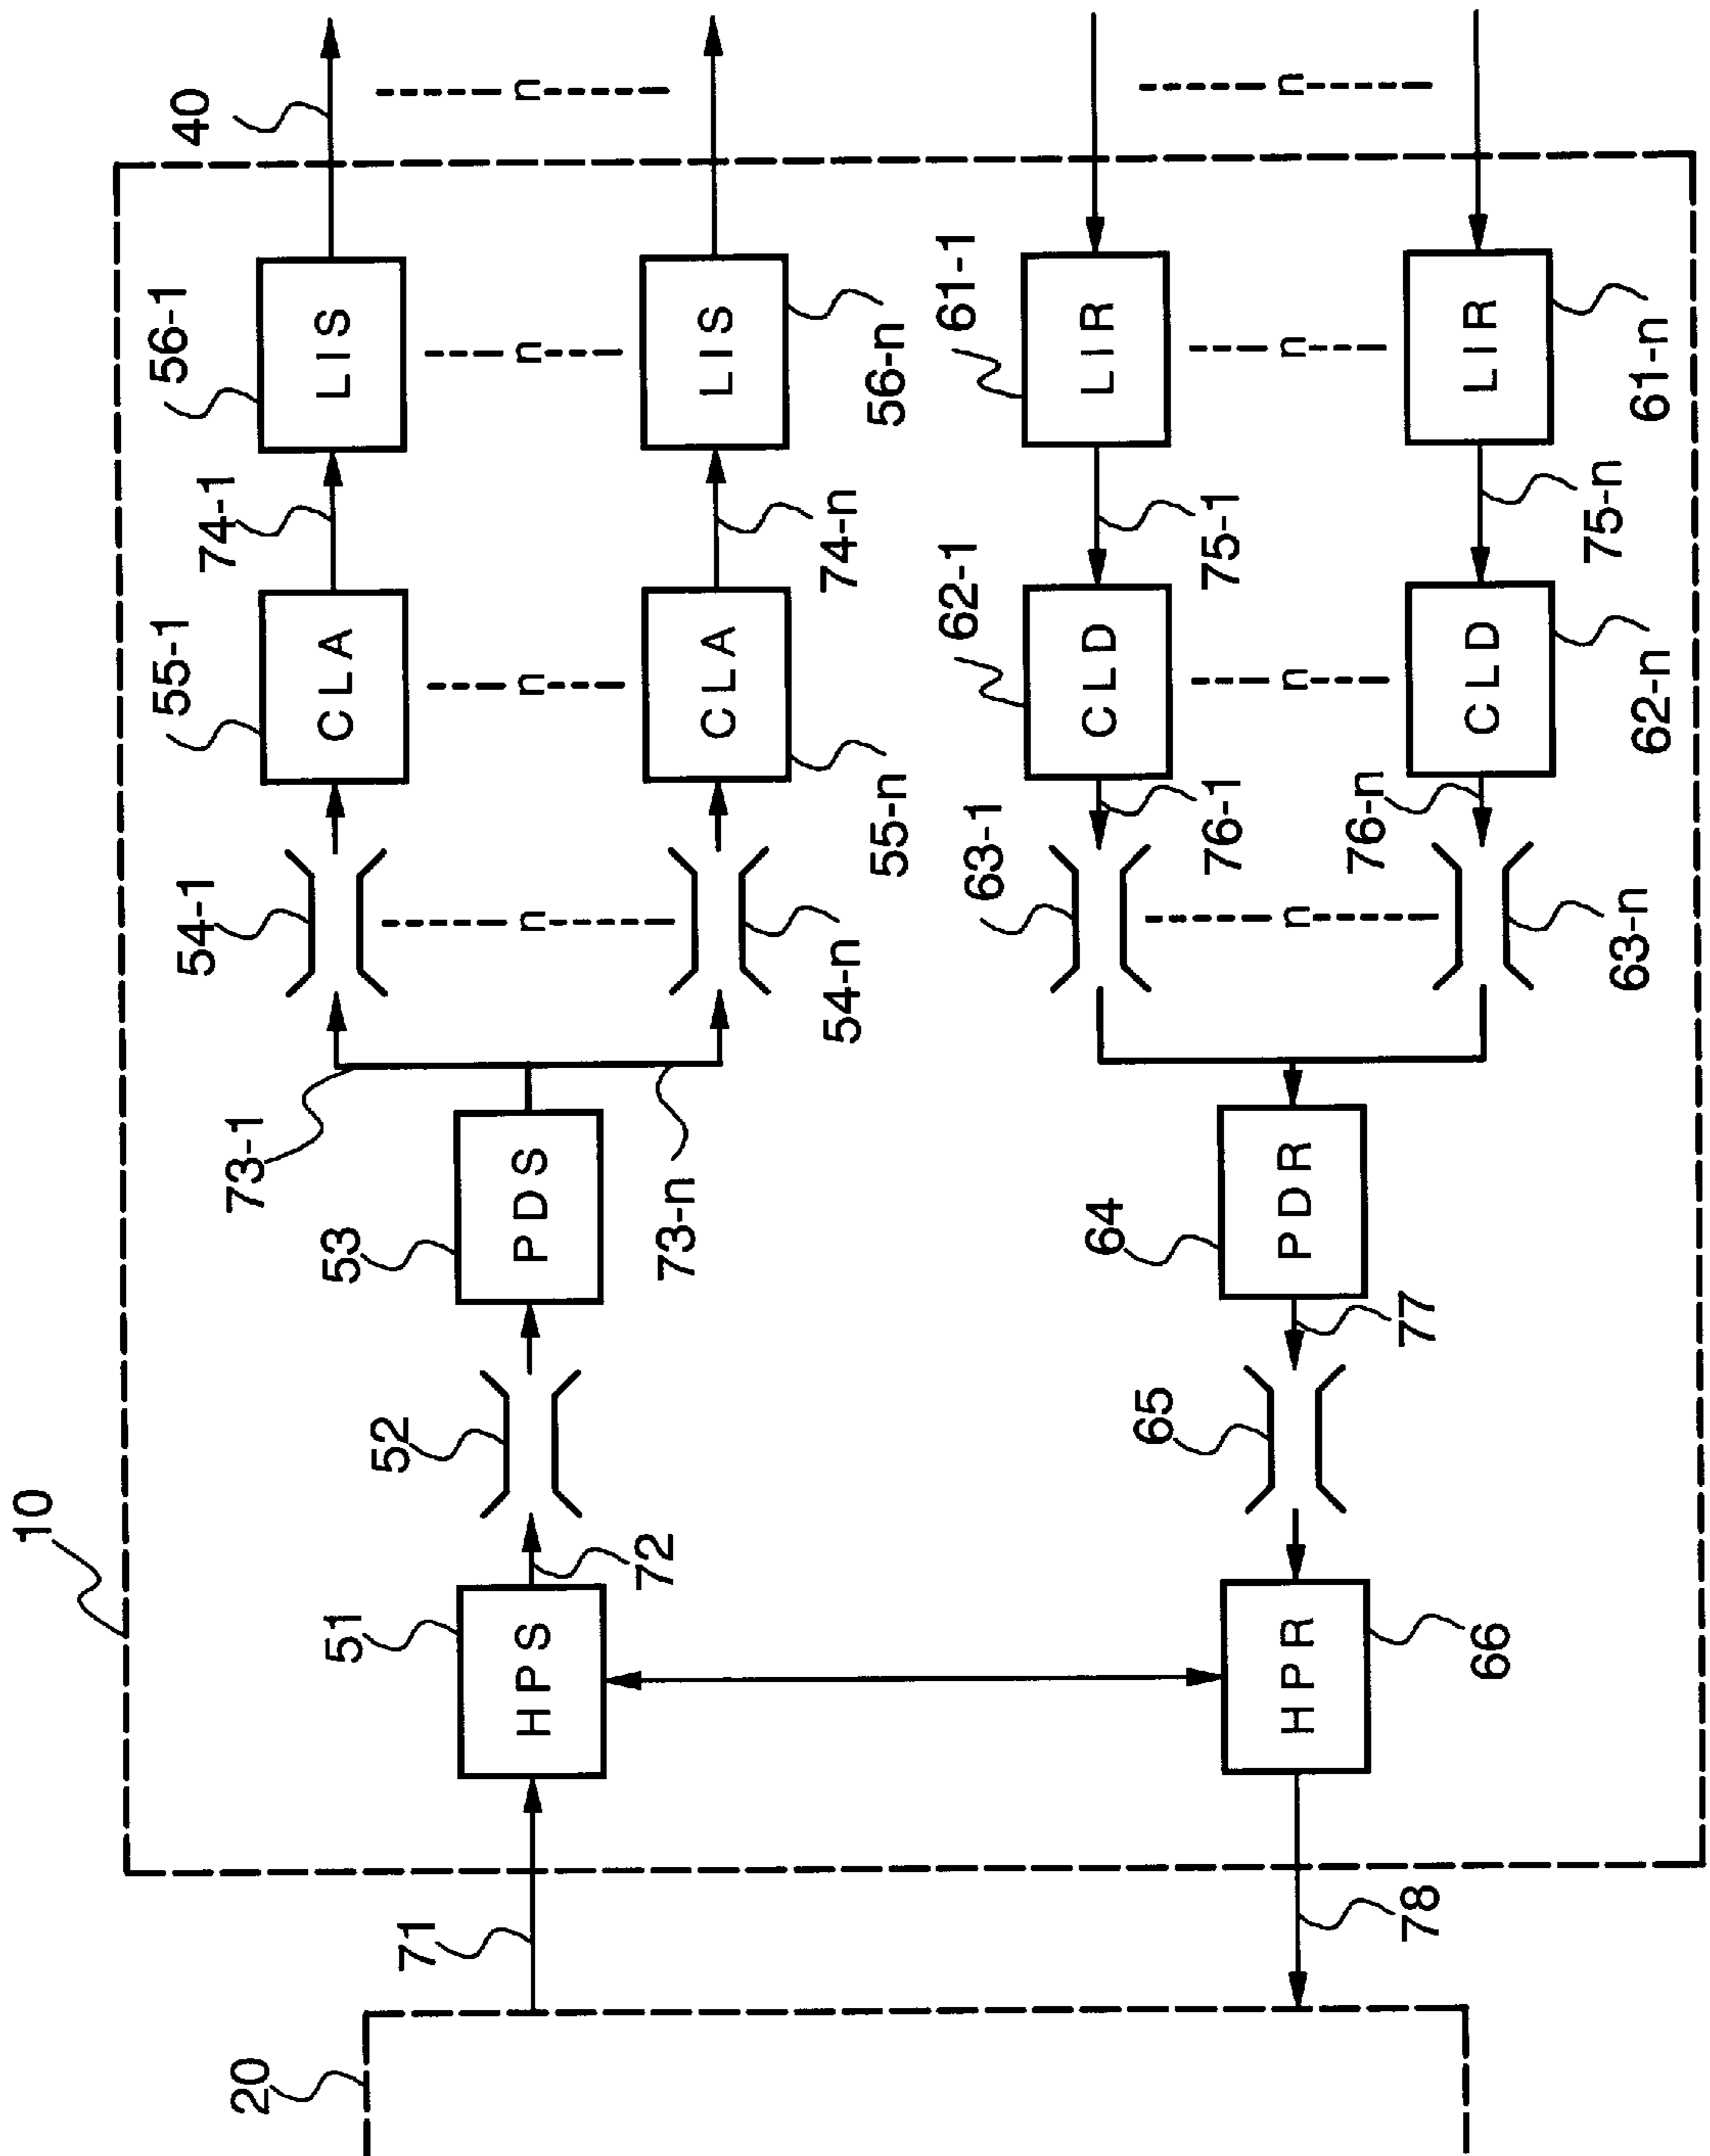 40
n
n
56-1
LIS
n
LIS
56-n
61-1
LIR
n
LIR
61-n
74-1
74-n
75-1
75-n
55-1
CLA
n
CLA
55-n
62-1
CLD
n
CLD
62-n
76-1
76-n
54-1
n
54-n
63-1
n
63-n
73-1
73-n
53
PDS
64
PDR
77
52
65
10
72
51
HPS
HPR
66
71
78
20